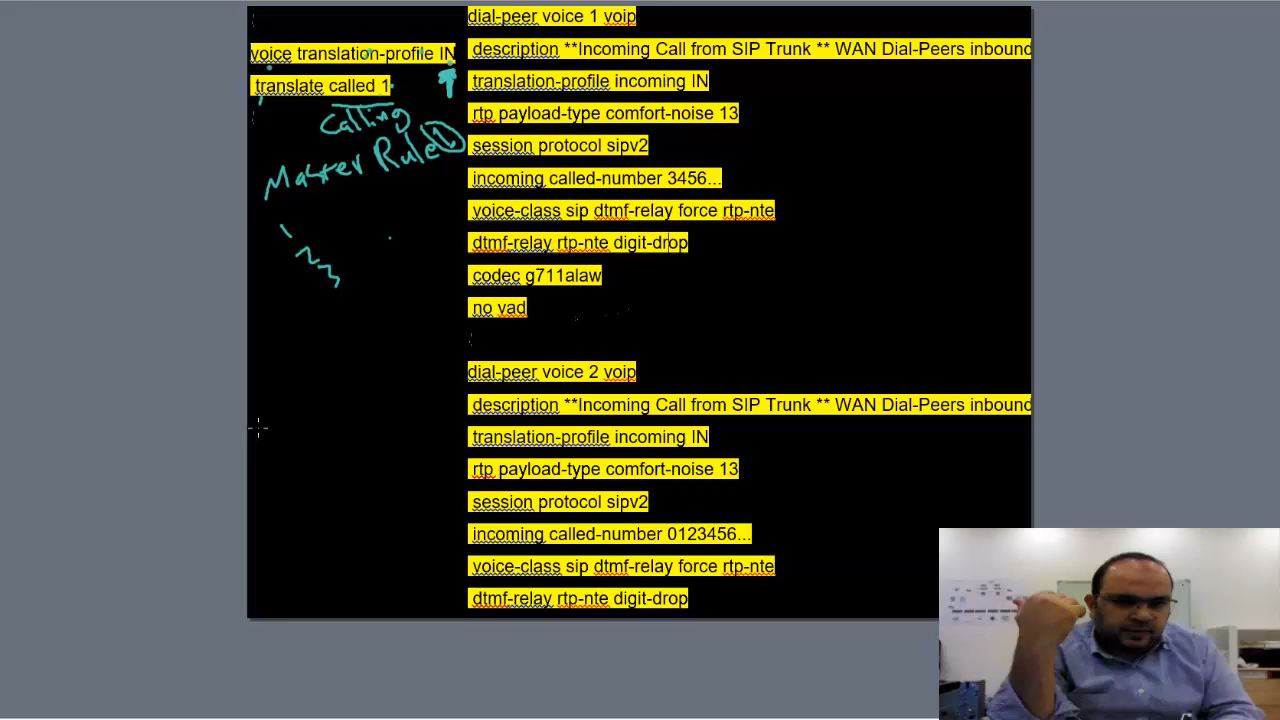 voice translation-profile IN
translate called 1
Calling
Master Rule 1
1
2
3
dial-peer voice 1 voip
description **Incoming Call from SIP Trunk ** WAN Dial-Peers inbound
translation-profile incoming IN
rtp payload-type comfort-noise 13
session protocol sipv2
incoming called-number 3456...
voice-class sip dtmf-relay force rtp-nte
dtmf-relay rtp-nte digit-drop
codec g711alaw
no vad
dial-peer voice 2 voip
description **Incoming Call from SIP Trunk ** WAN Dial-Peers inbound
translation-profile incoming IN
rtp payload-type comfort-noise 13
session protocol sipv2
incoming called-number 0123456...
voice-class sip dtmf-relay force rtp-nte
dtmf-relay rtp-nte digit-drop